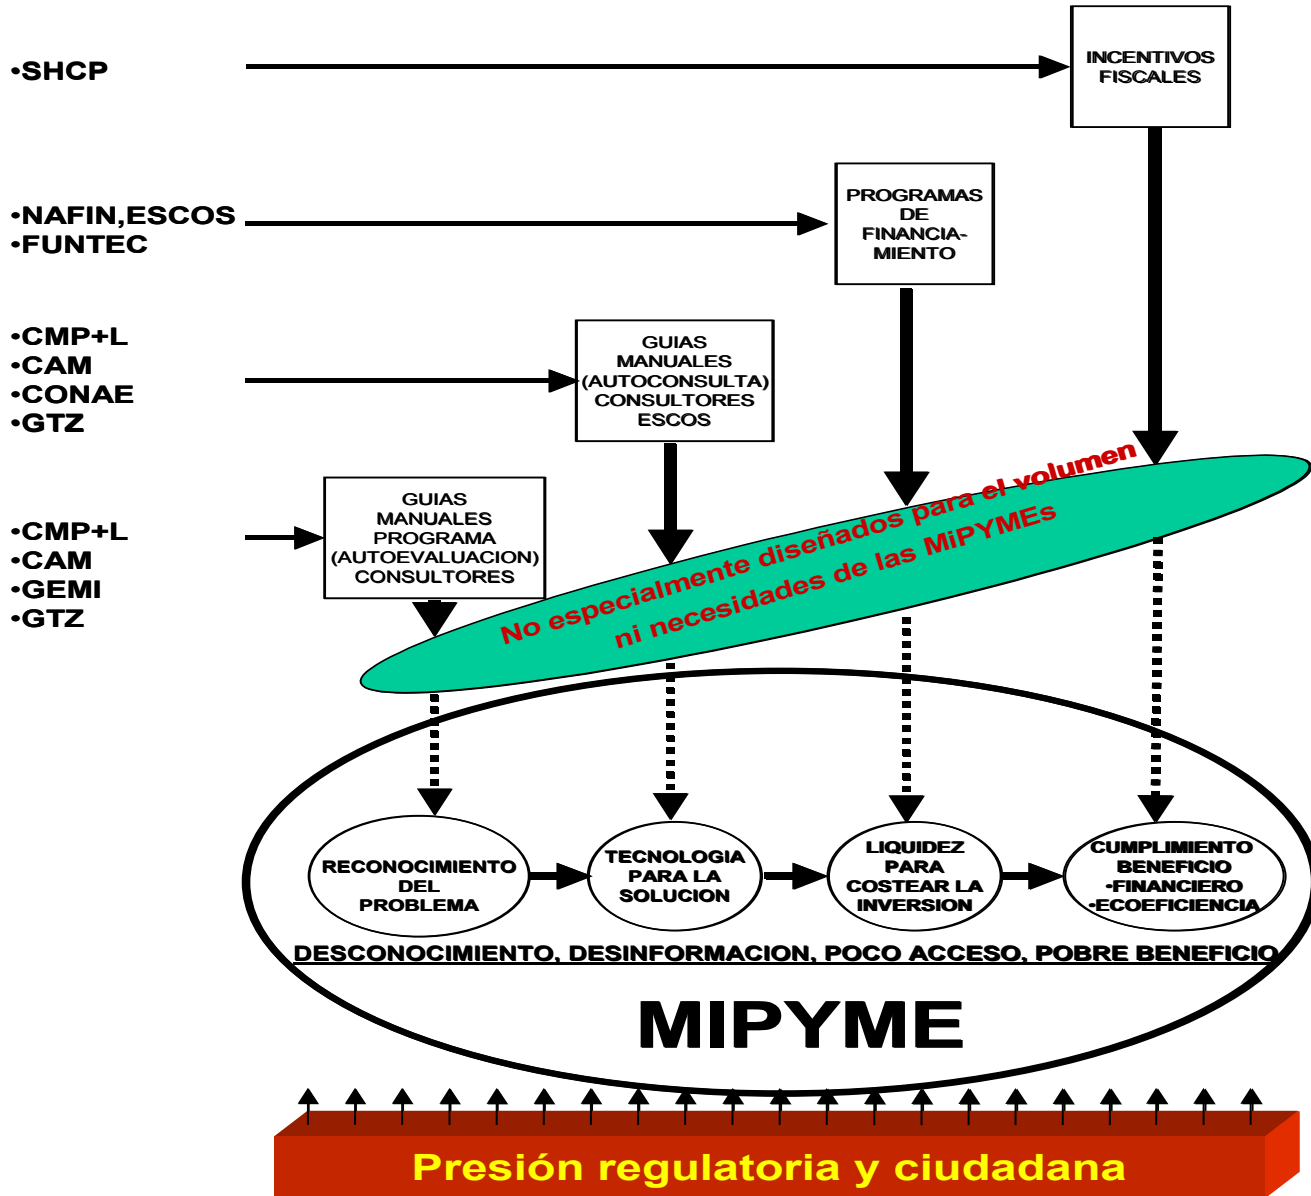 •SHCP
INCENTIVOS
FISCALES
•NAFIN,ESCOS
•FUNTEC
PROGRAMAS
DE
FINANCIA-
MIENTO
•CMP+L
•CAM
•CONAE
•GTZ
GUIAS
MANUALES
(AUTOCONSULTA)
CONSULTORES
ESCOS
•CMP+L
•CAM
•GEMI
•GTZ
GUIAS
MANUALES
PROGRAMA
(AUTOEVALUACION)
CONSULTORES
No especialmente diseñados para el volumen
ni necesidades de las MiPYMEs
RECONOCIMIENTO
DEL
PROBLEMA
TECNOLOGIA
PARA LA
SOLUCION
LIQUIDEZ
PARA
COSTEAR LA
INVERSION
CUMPLIMIENTO
BENEFICIO
•FINANCIERO
•ECOEFICIENCIA
DESCONOCIMIENTO, DESINFORMACION, POCO ACCESO, POBRE BENEFICIO
MIPYME
Presión regulatoria y ciudadana